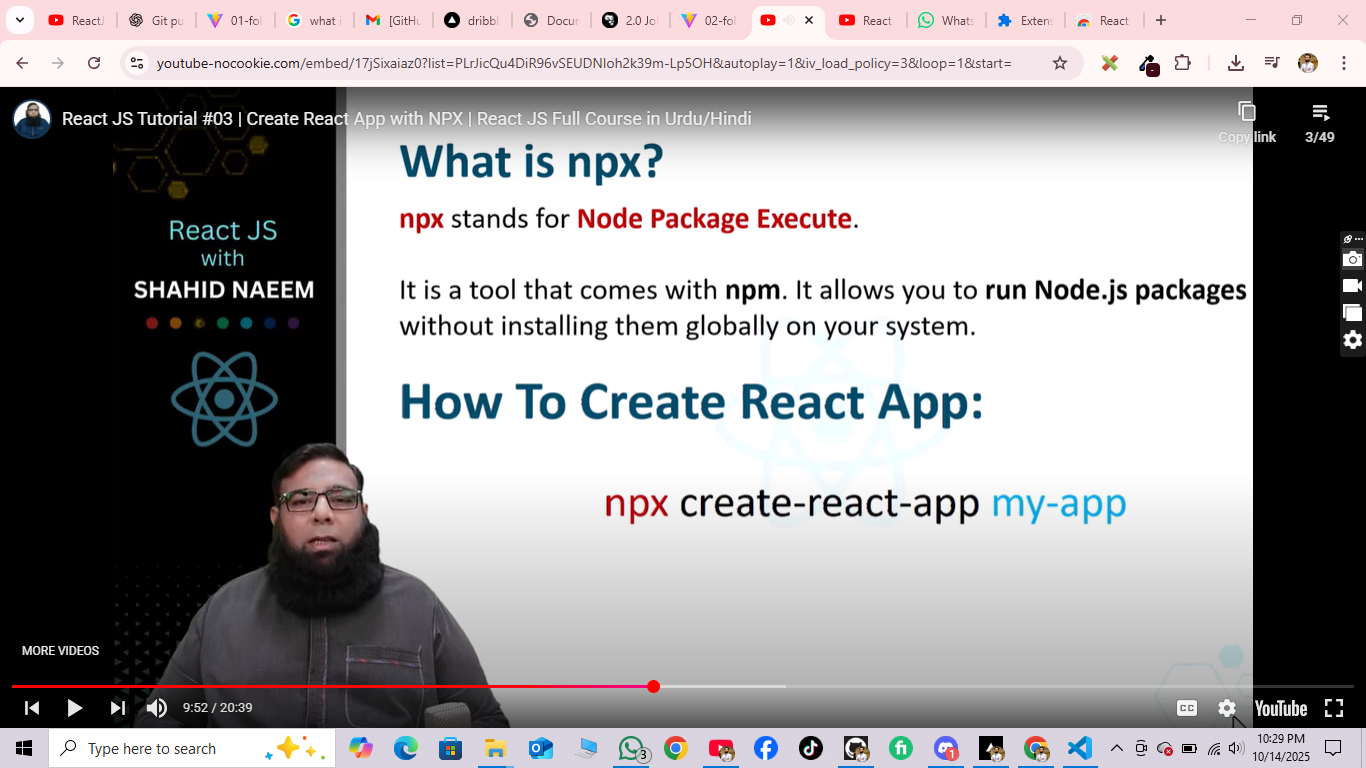 ReactJ
Git pu
01-fol
what i
[GitHu
dribbl
Docur
2.0 Jo
02-fol
React
What:
Extens
React
youtube-nocookie.com/embed/17jSixaiaz0?list=PLrJicQu4DiR96vSEUDNIoh2k39m-Lp5OH&autoplay=1&iv_load_policy=3&loop=1&start=
React JS Tutorial #03 | Create React App with NPX | React JS Full Course in Urdu/Hindi
Copy link
3/49
What is npx?
npx stands for Node Package Execute.
It is a tool that comes with npm. It allows you to run Node.js packages
without installing them globally on your system.
How To Create React App:
npx create-react-app my-app
React JS
with
SHAHID NAEEM
MORE VIDEOS
9:52 / 20:39
CC
YouTube
Type here to search
3
1
10:29 PM
10/14/2025